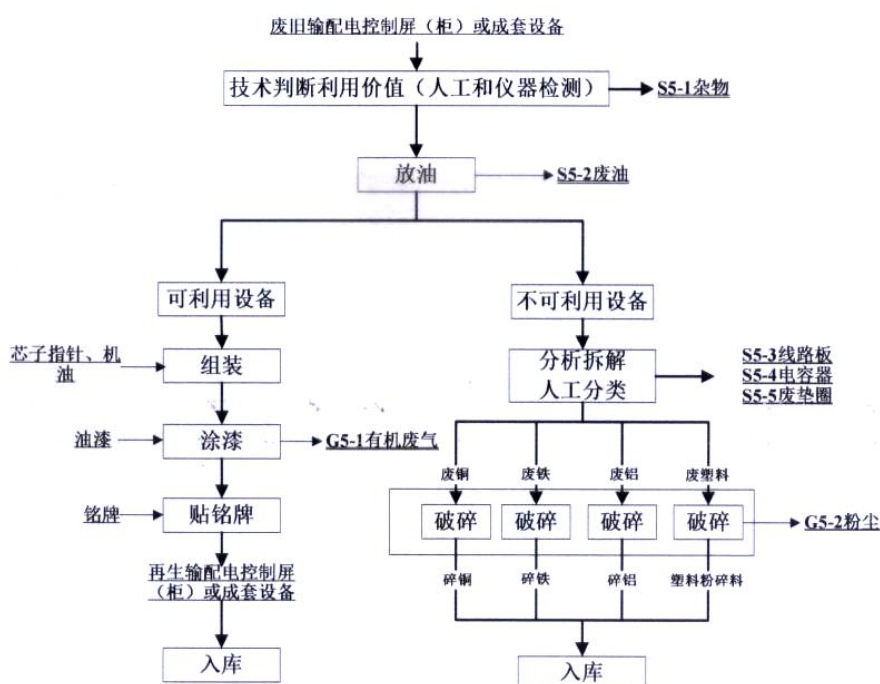 废旧输配电控制屏（柜）或成套设备
技术判断利用价值（人工和仪器检测）
S5-1杂物
放油
S5-2废油
可利用设备
不可利用设备
芯子指针、机
油
组装
分析拆解
人工分类
S5-3线路板
S5-4电容器
S5-5废垫圈
油漆
涂漆
G5-1有机废气
废铜
废铁
废铝
废塑料
铭牌
贴铭牌
破碎
破碎
破碎
破碎
G5-2粉尘
再生输配电控制屏
（柜）或成套设备
碎铜
碎铁
碎铝
塑料粉碎料
入库
入库